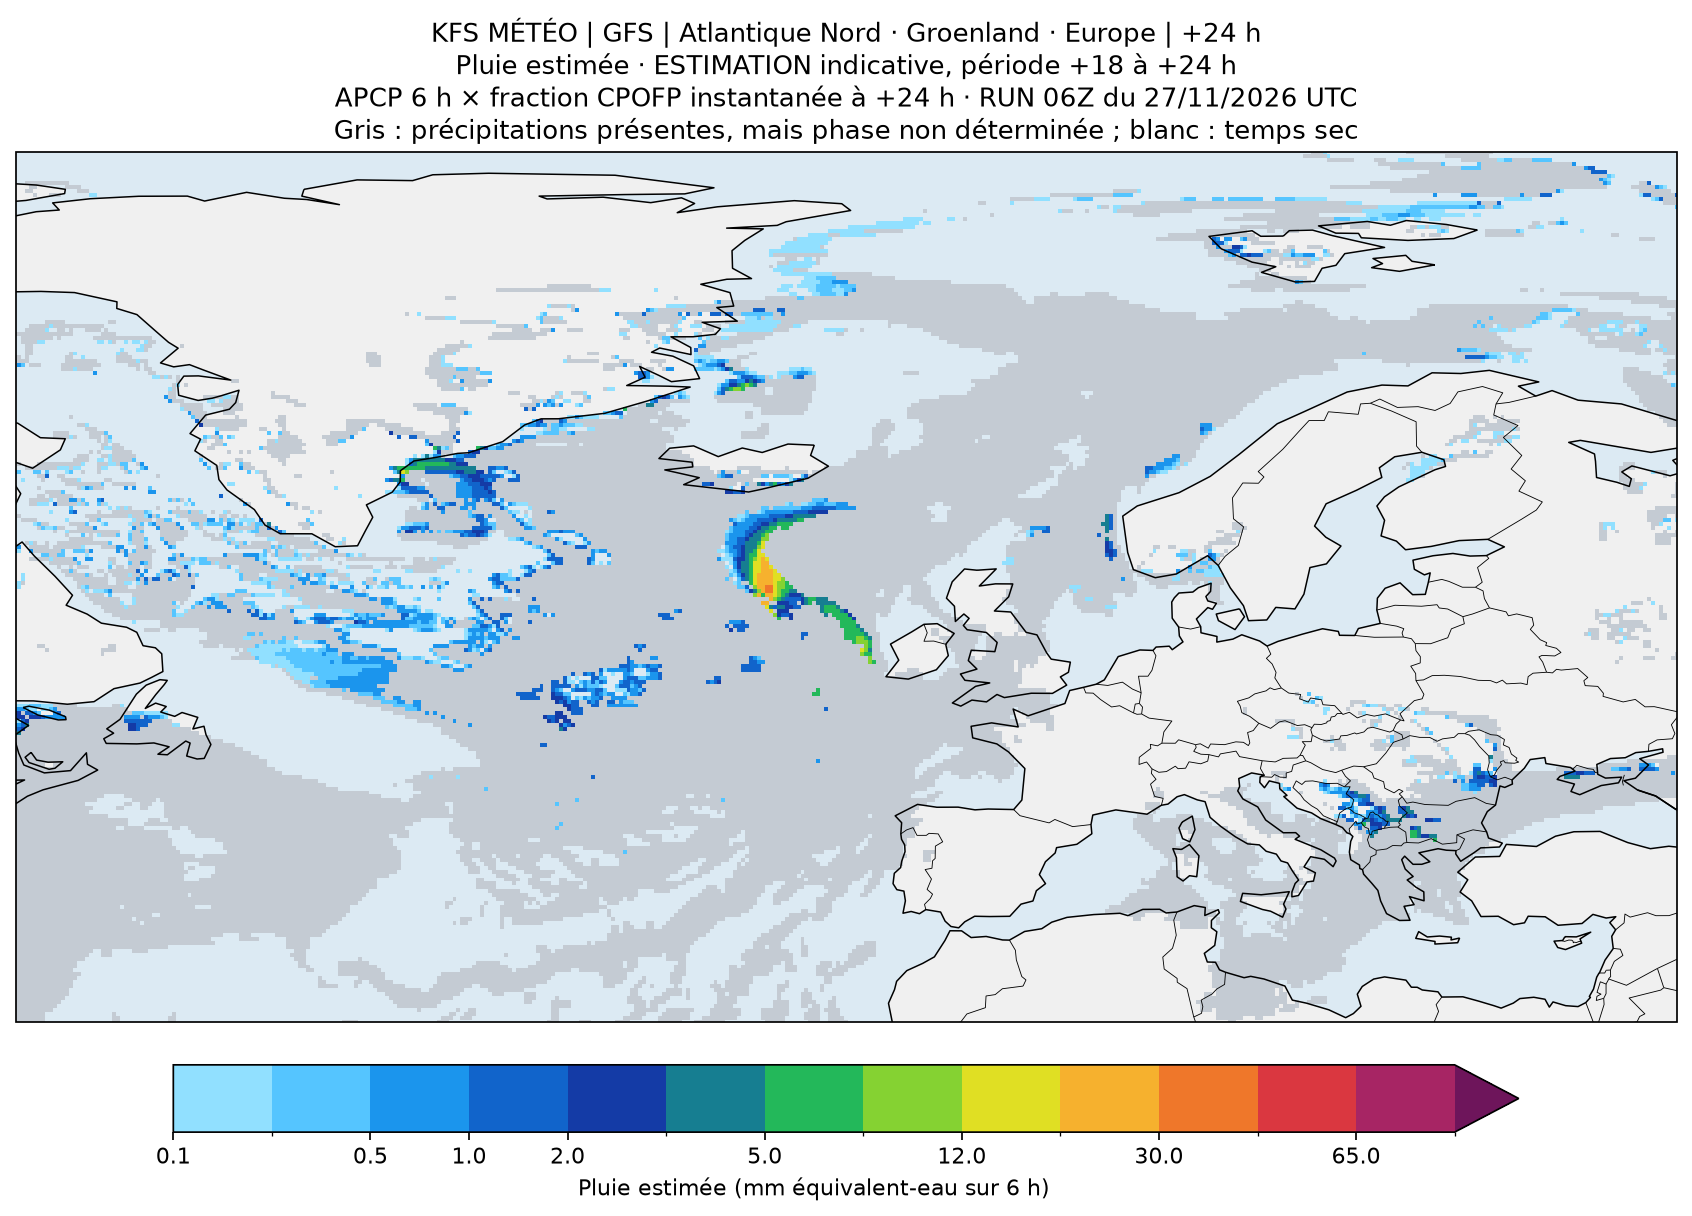 KFS MÉTÉO | GFS | Atlantique Nord · Groenland · Europe | +24 h
Pluie estimée · ESTIMATION indicative, période +18 à +24 h
APCP 6 h × fraction CPOFP instantanée à +24 h · RUN 06Z du 27/11/2026 UTC
Gris : précipitations présentes, mais phase non déterminée ; blanc : temps sec
0.1 0.5 1.0 2.0 5.0 12.0 30.0 65.0
Pluie estimée (mm équivalent-eau sur 6 h)